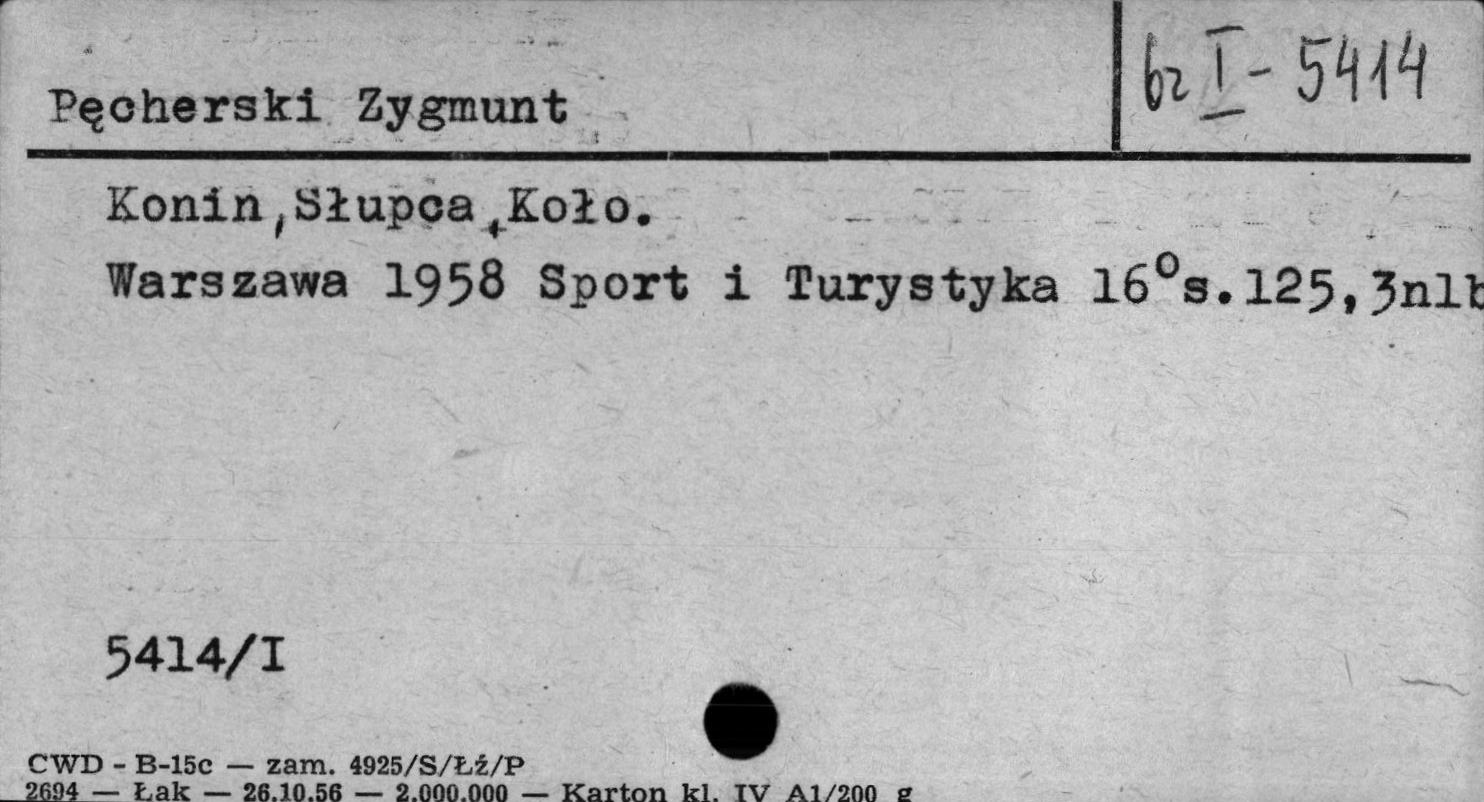 Pęcherski Zygmunt
bz I - 5414
Konin, Słupca, Koło.
Warszawa 1958 Sport i Turystyka 16°s.125,3nlb
5414/I
CWD - B-15c — zam. 4925/S/Łź/P
2694 — Łak — 26.10.56 — 2.000.000 — Karton kl. IV A1/200 g